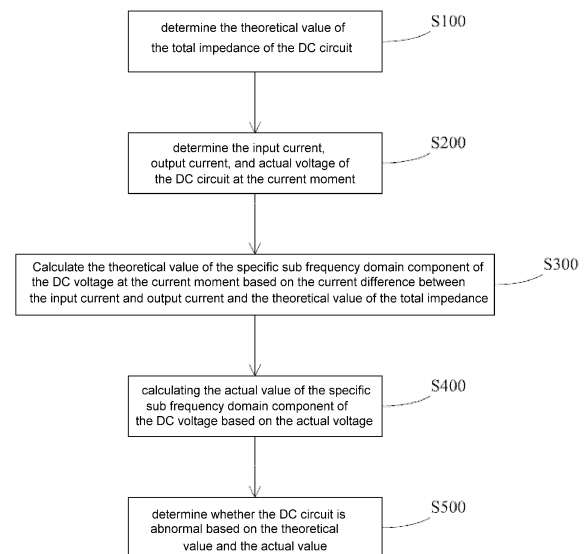 determine the theoretical value of
the total impedance of the DC circuit
S100
determine the input current,
output current, and actual voltage of
the DC circuit at the current moment
S200
Calculate the theoretical value of the specific sub frequency domain component of
the DC voltage at the current moment based on the current difference between
the input current and output current and the theoretical value of the total impedance
S300
calculating the actual value of the specific
sub frequency domain component of
the DC voltage based on the actual voltage
S400
determine whether the DC circuit is
abnormal based on the theoretical
value and the actual value
S500